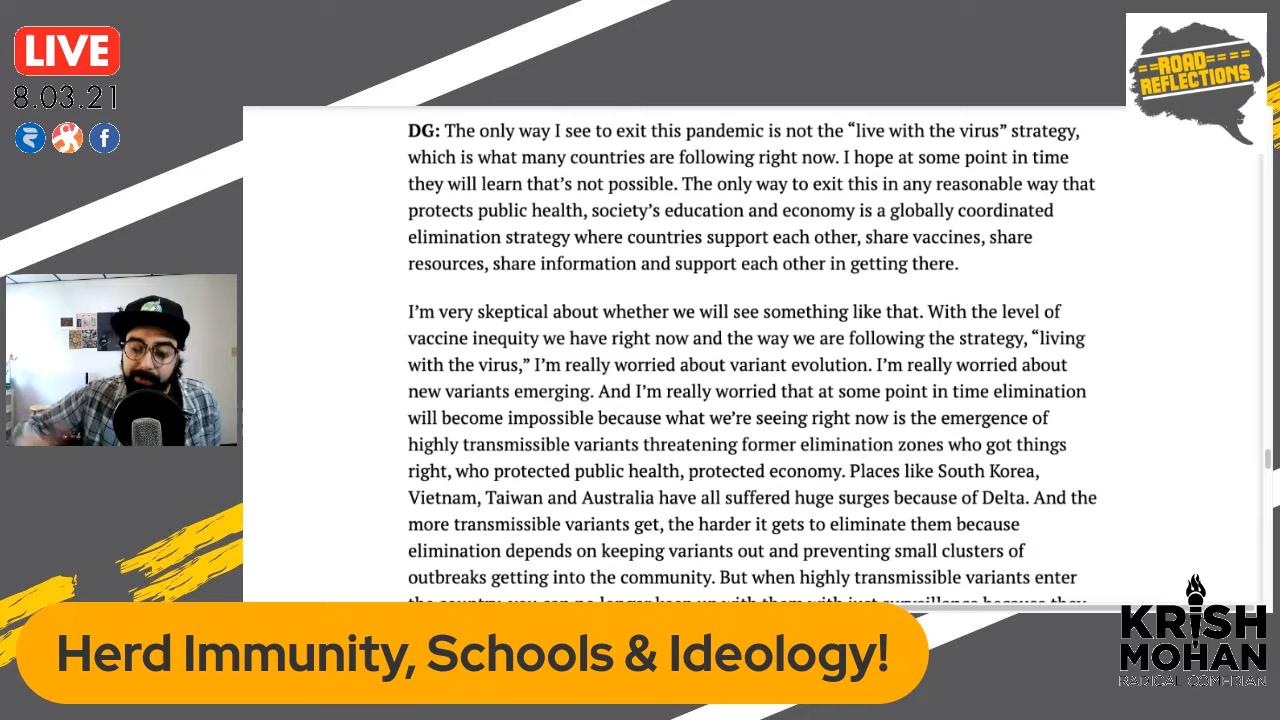 LIVE
8.03.21
==ROAD====
REFLECTIONS
DG: The only way I see to exit this pandemic is not the “live with the virus” strategy,
which is what many countries are following right now. I hope at some point in time
they will learn that’s not possible. The only way to exit this in any reasonable way that
protects public health, society’s education and economy is a globally coordinated
elimination strategy where countries support each other, share vaccines, share
resources, share information and support each other in getting there.
I’m very skeptical about whether we will see something like that. With the level of
vaccine inequity we have right now and the way we are following the strategy, “living
with the virus,” I’m really worried about variant evolution. I’m really worried about
new variants emerging. And I’m really worried that at some point in time elimination
will become impossible because what we’re seeing right now is the emergence of
highly transmissible variants threatening former elimination zones who got things
right, who protected public health, protected economy. Places like South Korea,
Vietnam, Taiwan and Australia have all suffered huge surges because of Delta. And the
more transmissible variants get, the harder it gets to eliminate them because
elimination depends on keeping variants out and preventing small clusters of
outbreaks getting into the community. But when highly transmissible variants enter
Herd Immunity, Schools & Ideology!
KRISH
MOHAN
RADICAL COMEDIAN